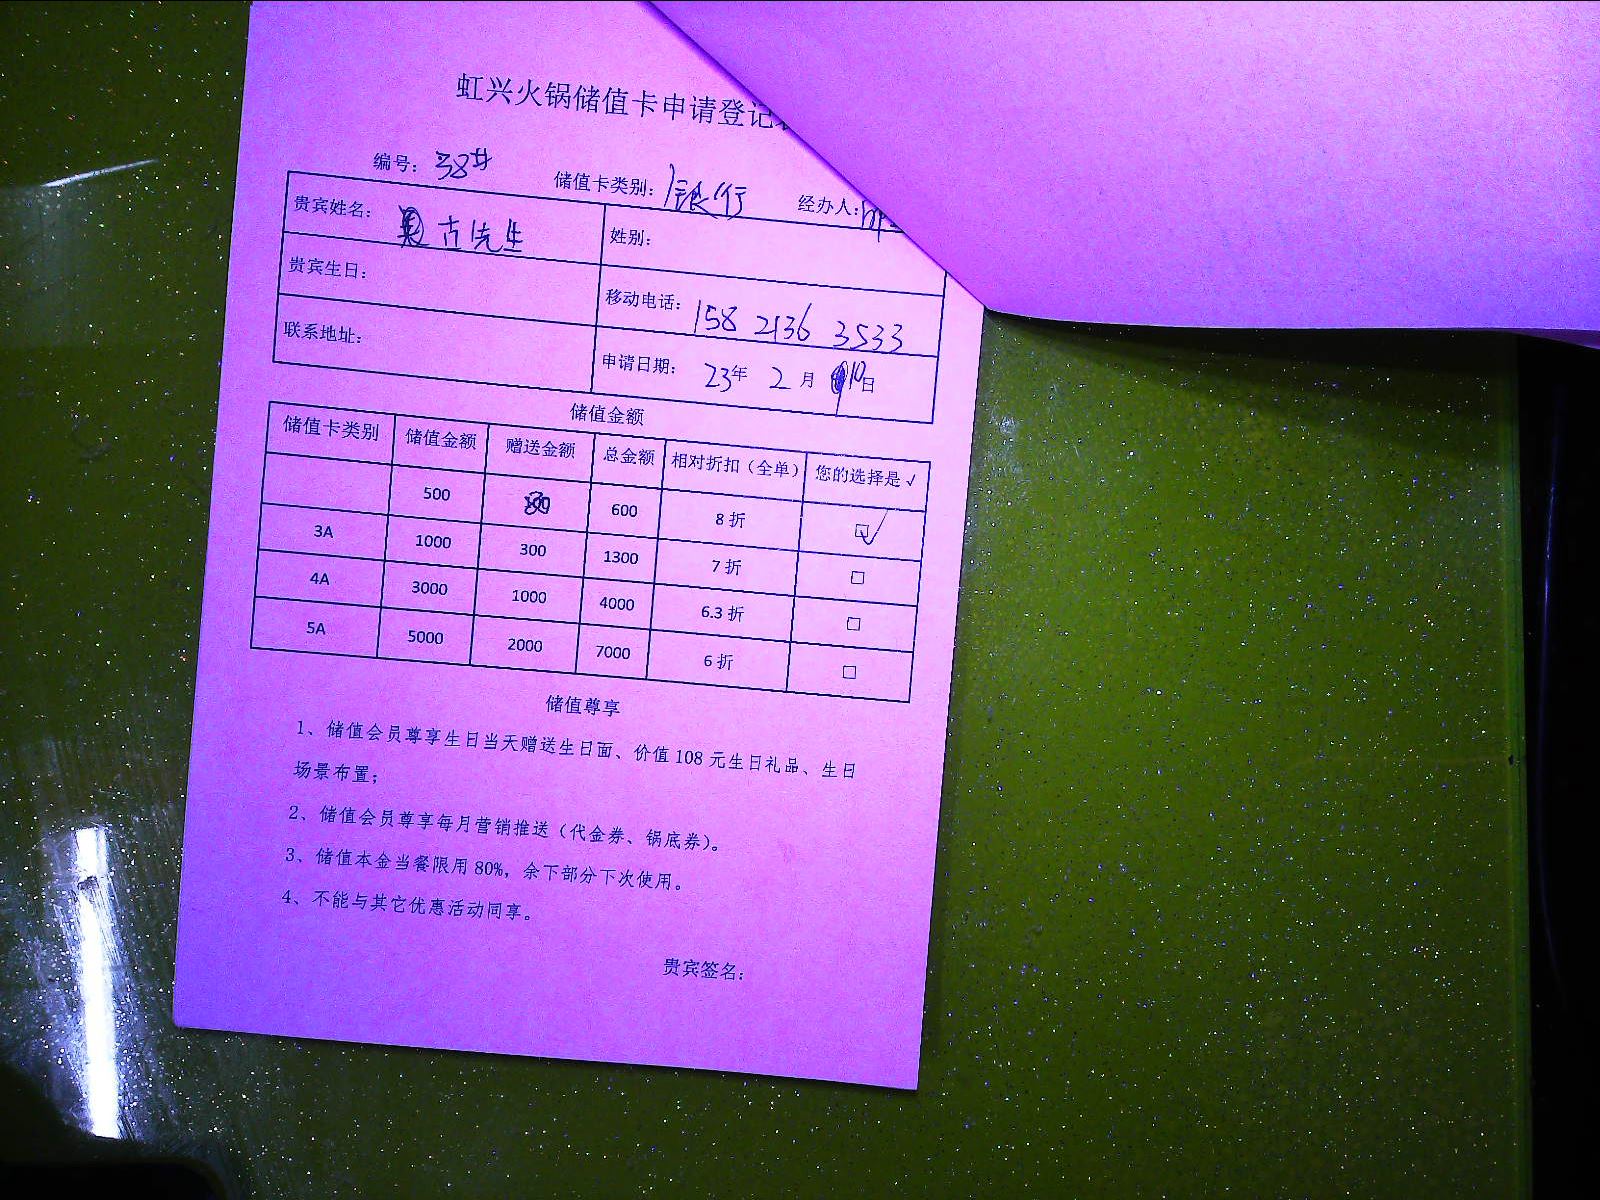 虹兴火锅储值卡申请登记
编号： 储值卡类别：银行 经办人：
贵宾姓名： 古先生 姓别：
贵宾生日： 移动电话：158 2136 3533
联系地址： 申请日期：23年 2月 10日
储值金额
储值卡类别 储值金额 赠送金额 总金额 相对折扣（全单） 您的选择是√
500 600 8折 ☑
3A 1000 300 1300 7折 □
4A 3000 1000 4000 6.3折 □
5A 5000 2000 7000 6折 □
储值尊享
1、储值会员尊享生日当天赠送生日面、价值108元生日礼品、生日
场景布置；
2、储值会员尊享每月营销推送（代金券、锅底券）。
3、储值本金当餐限用80%，余下部分下次使用。
4、不能与其它优惠活动同享。
贵宾签名：